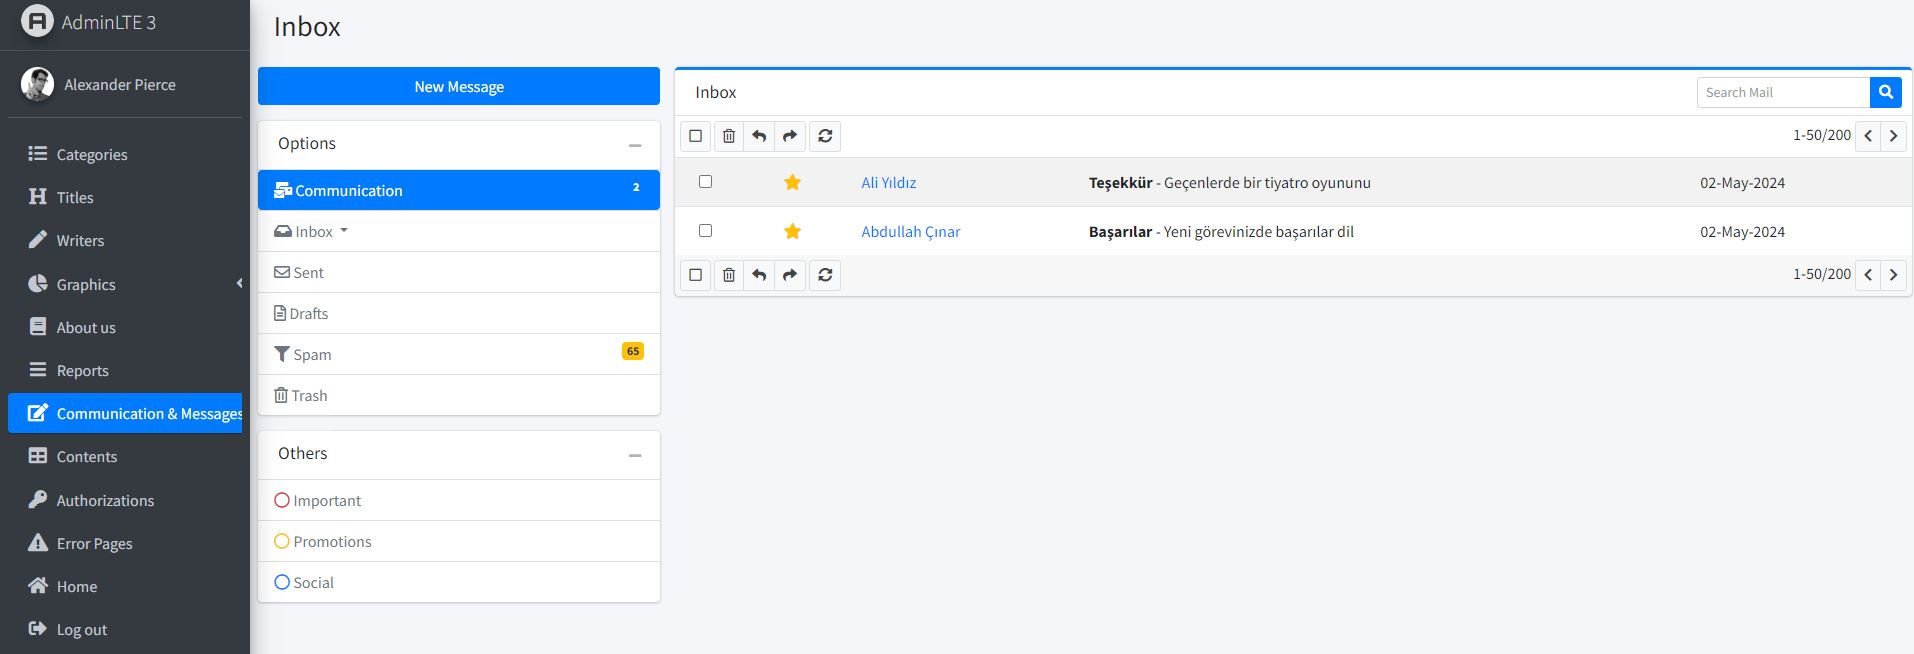 AdminLTE 3
Alexander Pierce
Categories
Titles
Writers
Graphics
About us
Reports
Communication & Messages
Contents
Authorizations
Error Pages
Home
Log out
Inbox
New Message
Options
Communication 2
Inbox
Sent
Drafts
Spam 65
Trash
Others
Important
Promotions
Social
Inbox
Search Mail
1-50/200
Ali Yıldız Teşekkür - Geçenlerde bir tiyatro oyununu 02-May-2024
Abdullah Çınar Başarılar - Yeni görevinizde başarılar dil 02-May-2024
1-50/200